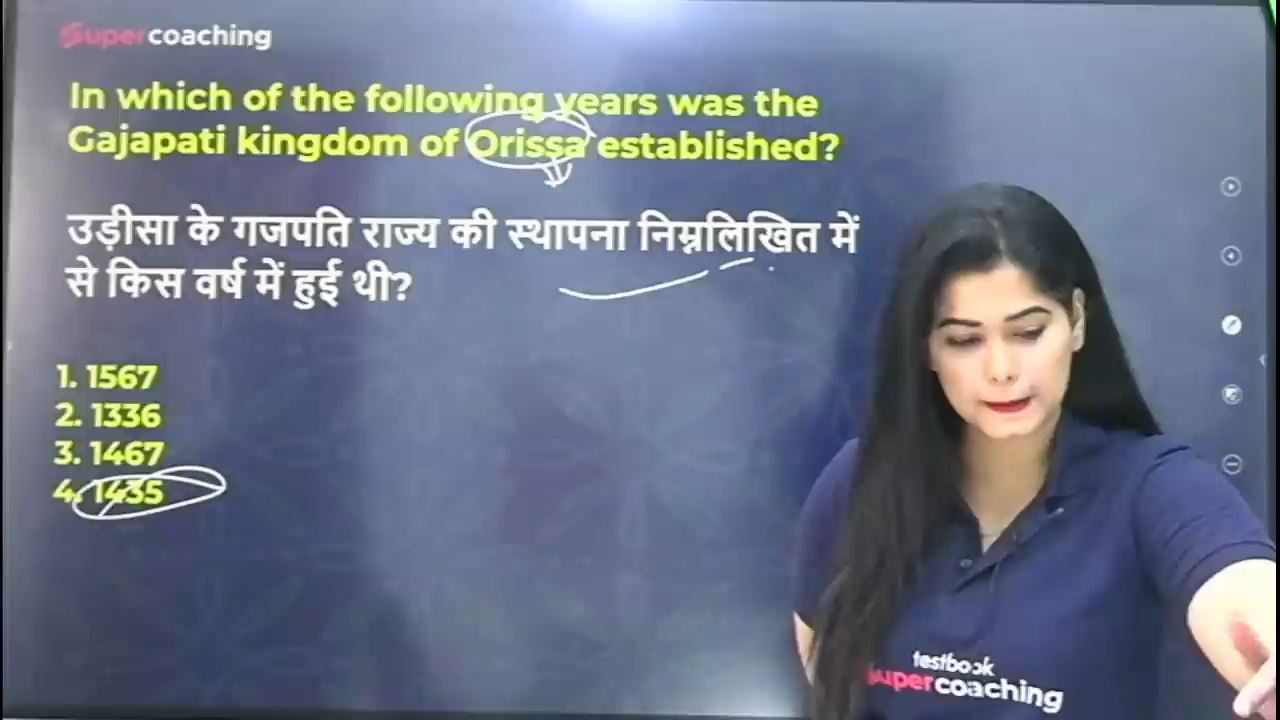 Supercoaching
In which of the following years was the
Gajapati kingdom of Orissa established?
उड़ीसा के गजपति राज्य की स्थापना निम्नलिखित में
से किस वर्ष में हुई थी?
1. 1567
2. 1336
3. 1467
4. 1435
testbook
supercoaching